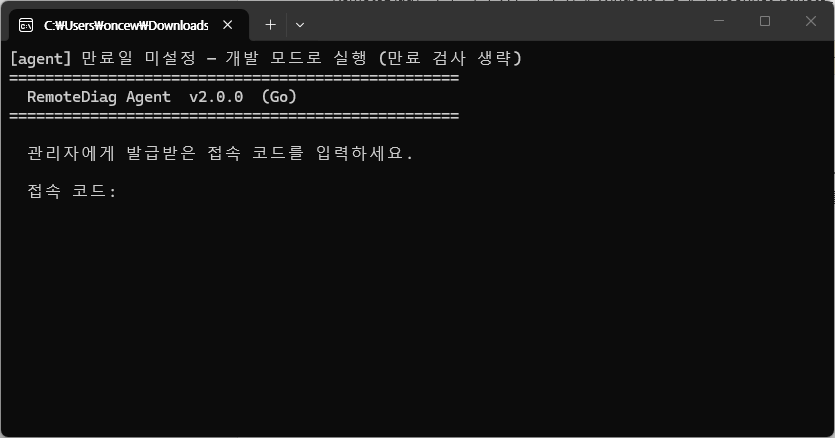 C:₩Users₩oncew₩Downloads
[agent] 만료일 미설정 — 개발 모드로 실행 (만료 검사 생략)
==================================================
RemoteDiag Agent v2.0.0 (Go)
==================================================
관리자에게 발급받은 접속 코드를 입력하세요.
접속 코드: